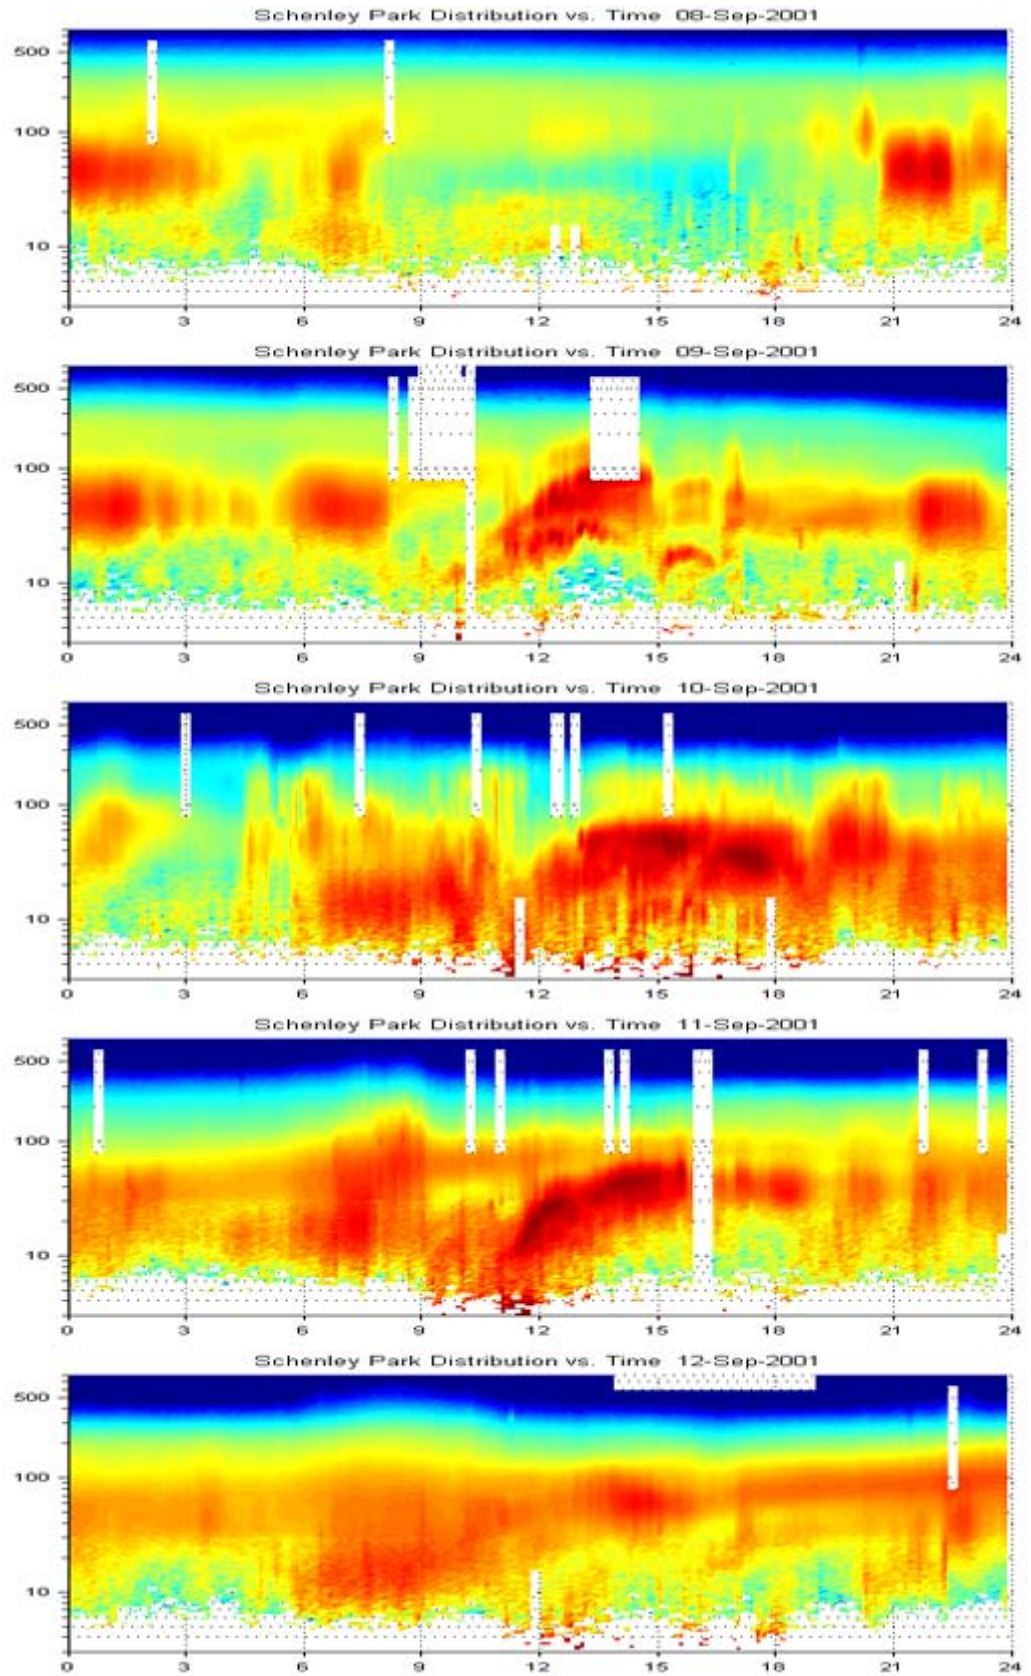 Schenley Park Distribution vs. Time 08-Sep-2001
500
100
10
0 3 6 9 12 15 18 21 24
Schenley Park Distribution vs. Time 09-Sep-2001
500
100
10
0 3 6 9 12 15 18 21 24
Schenley Park Distribution vs. Time 10-Sep-2001
500
100
10
0 3 6 9 12 15 18 21 24
Schenley Park Distribution vs. Time 11-Sep-2001
500
100
10
0 3 6 9 12 15 18 21 24
Schenley Park Distribution vs. Time 12-Sep-2001
500
100
10
0 3 6 9 12 15 18 21 24